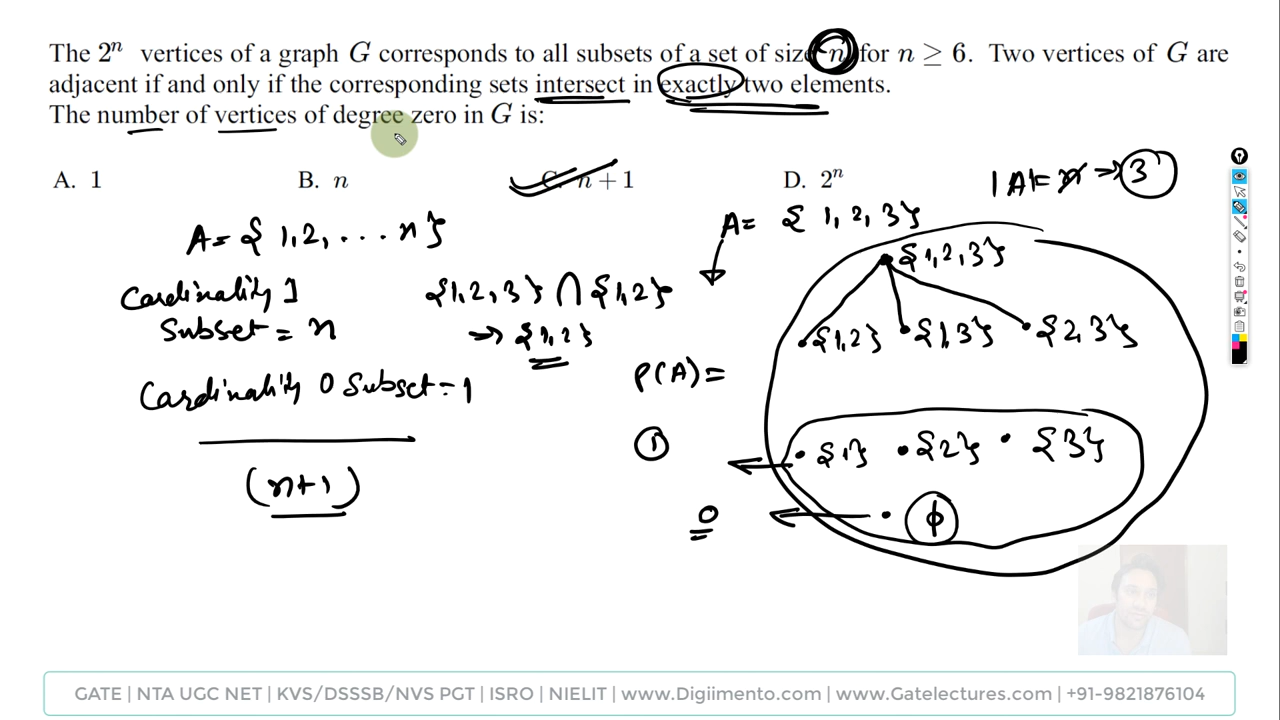 The 2ⁿ vertices of a graph G corresponds to all subsets of a set of size n for n ≥ 6. Two vertices of G are
adjacent if and only if the corresponding sets intersect in exactly two elements.
The number of vertices of degree zero in G is:
A. 1 B. n C. n + 1 D. 2ⁿ
|A| = n ⇒ 3
A = { 1, 2, . . . n }
A = { 1, 2, 3 }
{1, 2, 3}
Cardinality 1
Subset = n
{1, 2, 3} ∩ {1, 2}
→ {1, 2}
{1, 2} {1, 3} {2, 3}
P(A) =
Cardinality 0 Subset = 1
1
{1} {2} {3}
(n+1)
0
ϕ
GATE | NTA UGC NET | KVS/DSSSB/NVS PGT | ISRO | NIELIT | www.Digiimento.com | www.Gatelectures.com | +91-9821876104